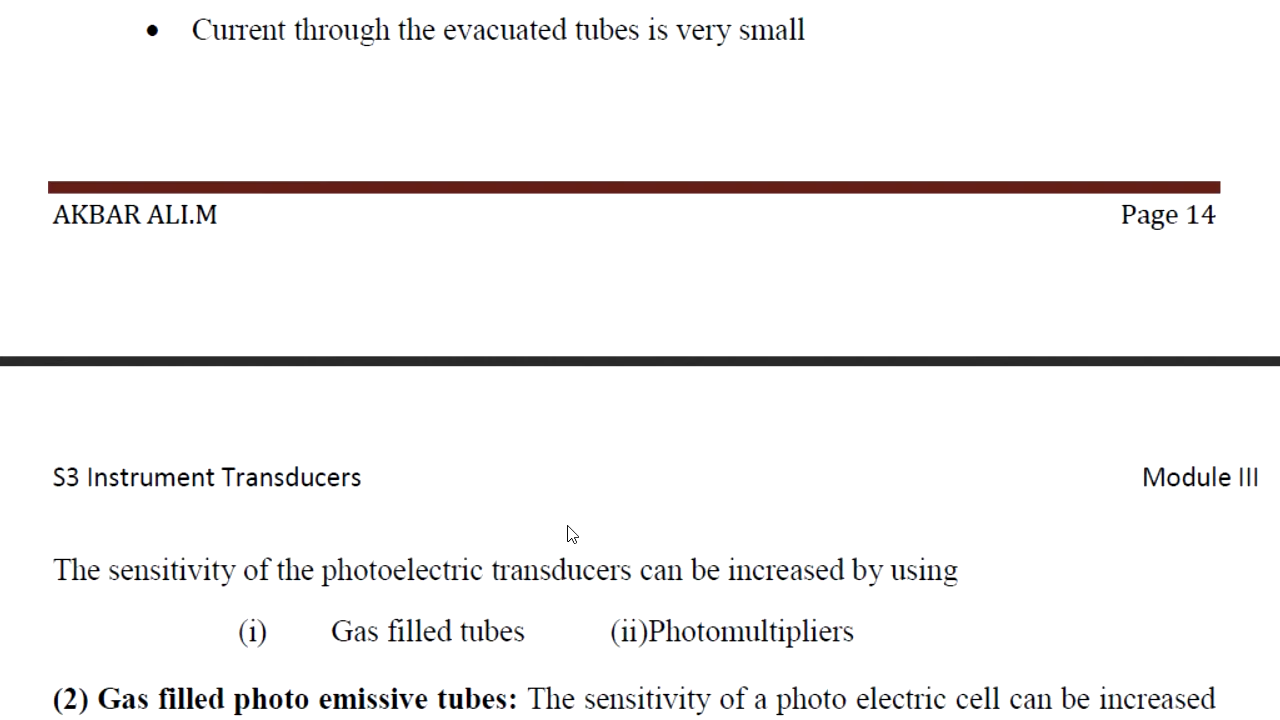 • Current through the evacuated tubes is very small
AKBAR ALI.M Page 14
S3 Instrument Transducers Module III
The sensitivity of the photoelectric transducers can be increased by using
(i) Gas filled tubes (ii)Photomultipliers
(2) Gas filled photo emissive tubes: The sensitivity of a photo electric cell can be increased